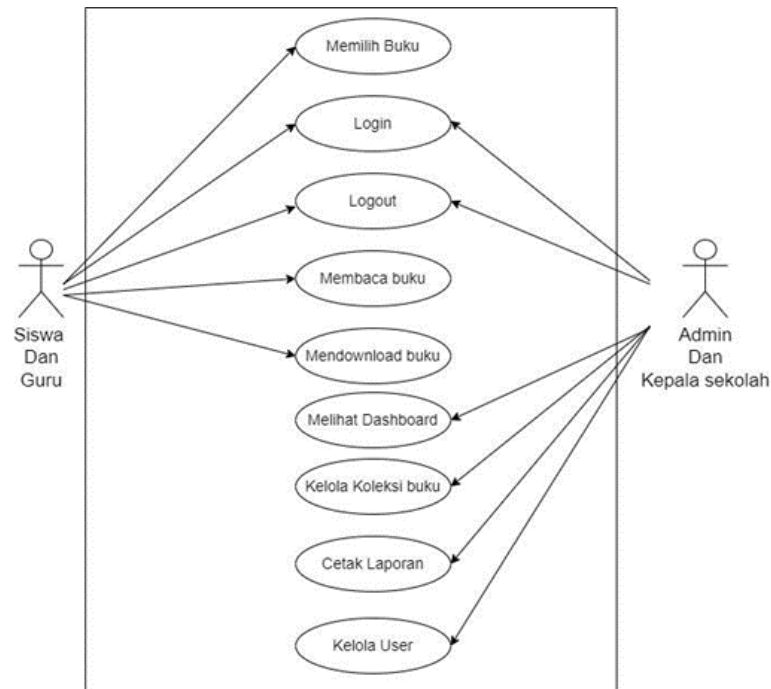 Memilih Buku
Login
Logout
Membaca buku
Mendownload buku
Melihat Dashboard
Kelola Koleksi buku
Cetak Laporan
Kelola User
Siswa
Dan
Guru
Admin
Dan
Kepala sekolah